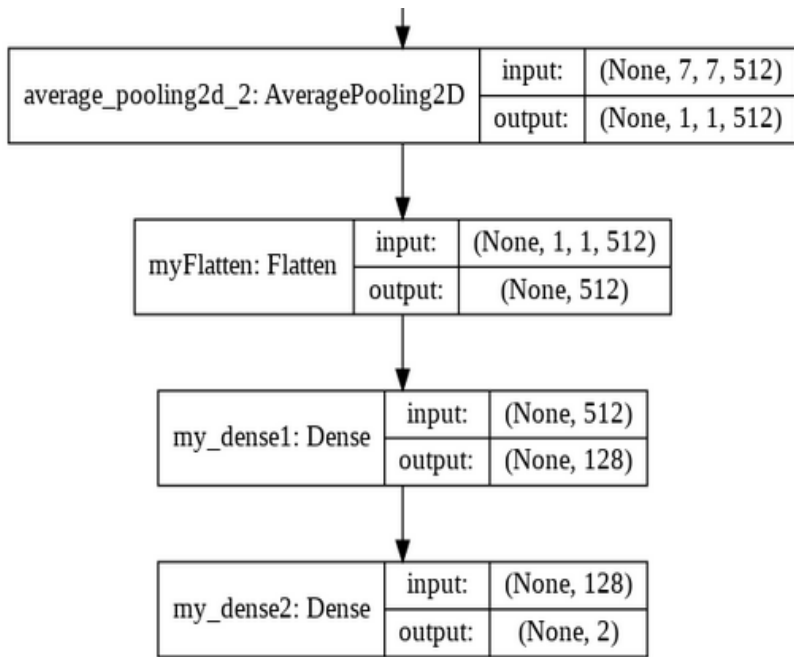 average_pooling2d_2: AveragePooling2D
input:
(None, 7, 7, 512)
output:
(None, 1, 1, 512)
myFlatten: Flatten
input:
(None, 1, 1, 512)
output:
(None, 512)
my_dense1: Dense
input:
(None, 512)
output:
(None, 128)
my_dense2: Dense
input:
(None, 128)
output:
(None, 2)